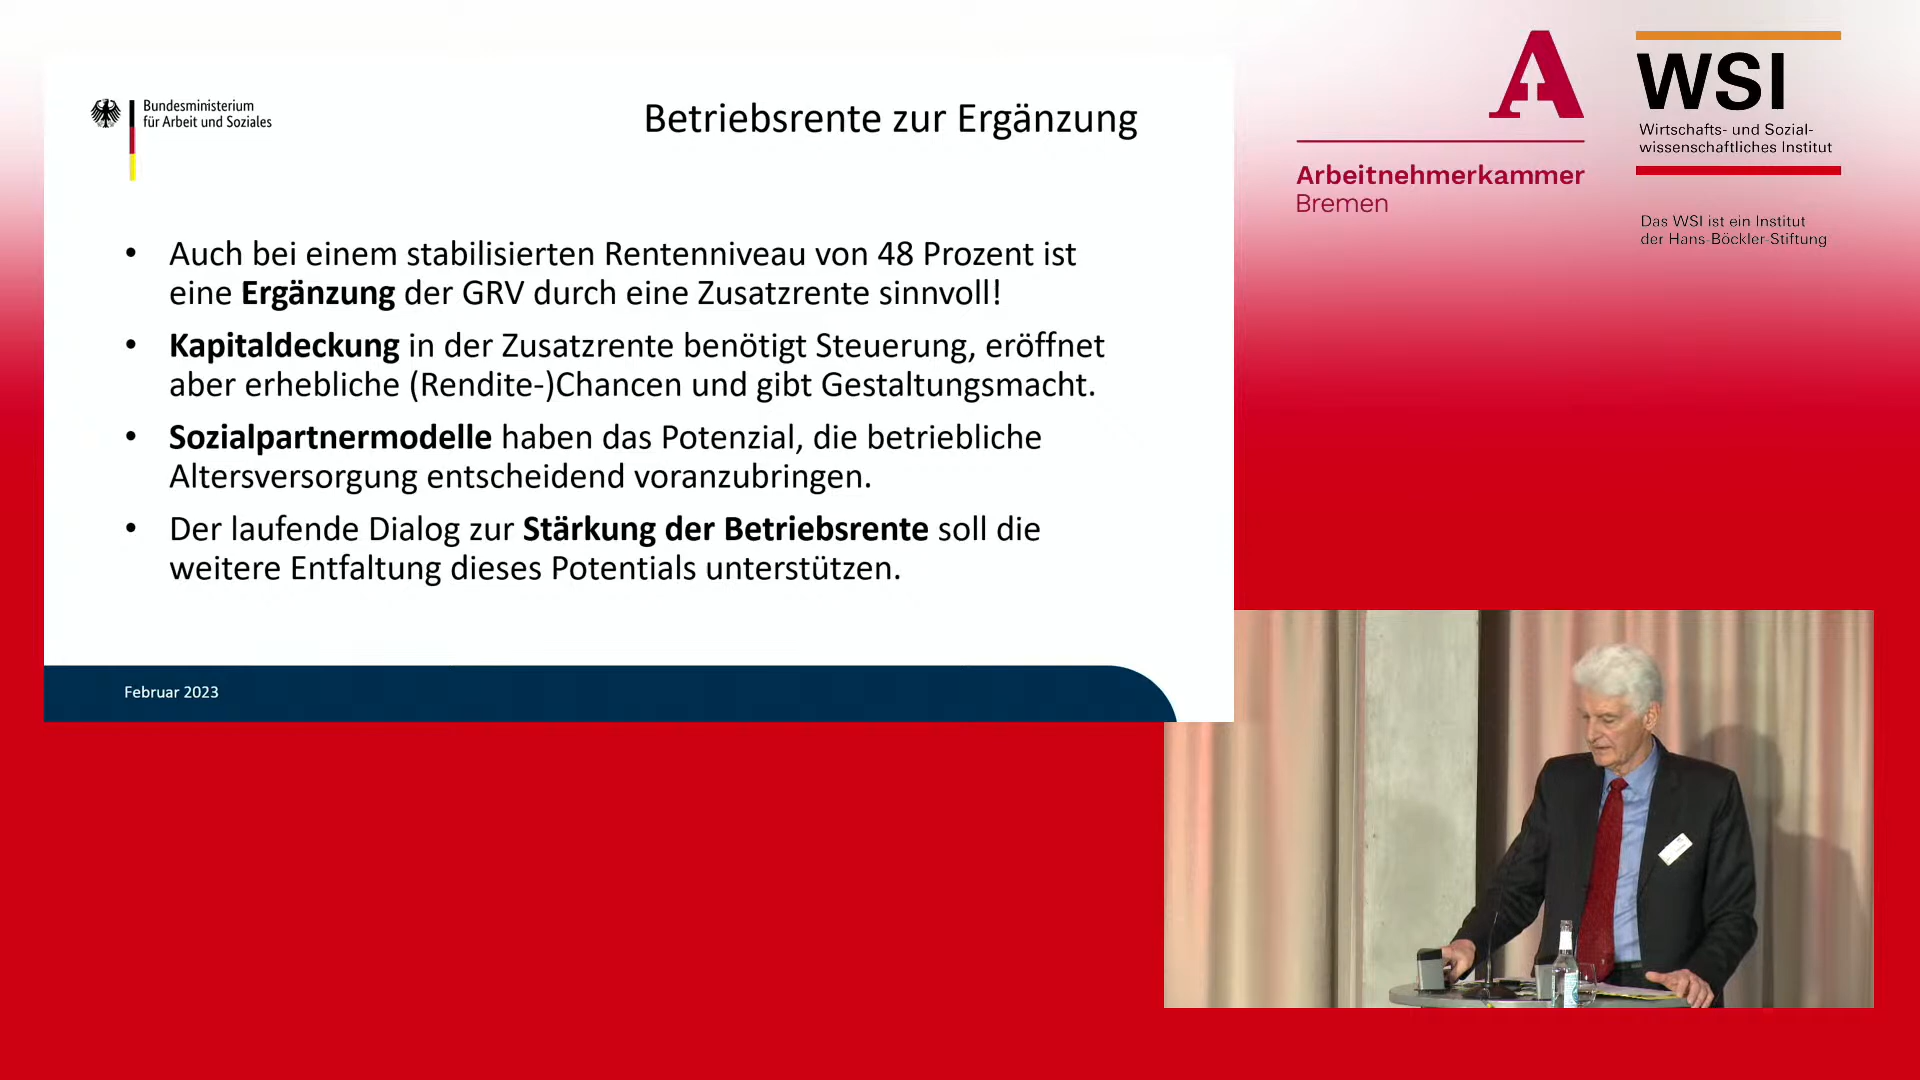 Bundesministerium
für Arbeit und Soziales
Betriebsrente zur Ergänzung
• Auch bei einem stabilisierten Rentenniveau von 48 Prozent ist
eine Ergänzung der GRV durch eine Zusatzrente sinnvoll!
• Kapitaldeckung in der Zusatzrente benötigt Steuerung, eröffnet
aber erhebliche (Rendite-)Chancen und gibt Gestaltungsmacht.
• Sozialpartnermodelle haben das Potenzial, die betriebliche
Altersversorgung entscheidend voranzubringen.
• Der laufende Dialog zur Stärkung der Betriebsrente soll die
weitere Entfaltung dieses Potentials unterstützen.
Februar 2023
A
Arbeitnehmerkammer
Bremen
WSI
Wirtschafts- und Sozial-
wissenschaftliches Institut
Das WSI ist ein Institut
der Hans-Böckler-Stiftung